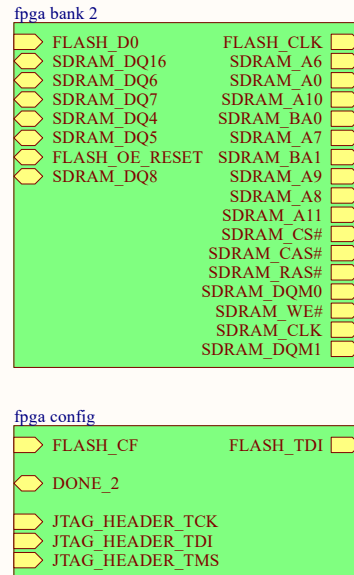 fpga bank 2
FLASH_D0 FLASH_CLK
SDRAM_DQ16 SDRAM_A6
SDRAM_DQ6 SDRAM_A0
SDRAM_DQ7 SDRAM_A10
SDRAM_DQ4 SDRAM_BA0
SDRAM_DQ5 SDRAM_A7
FLASH_OE_RESET SDRAM_BA1
SDRAM_DQ8 SDRAM_A9
SDRAM_A8
SDRAM_A11
SDRAM_CS#
SDRAM_CAS#
SDRAM_RAS#
SDRAM_DQM0
SDRAM_WE#
SDRAM_CLK
SDRAM_DQM1
fpga config
FLASH_CF FLASH_TDI
DONE_2
JTAG_HEADER_TCK
JTAG_HEADER_TDI
JTAG_HEADER_TMS